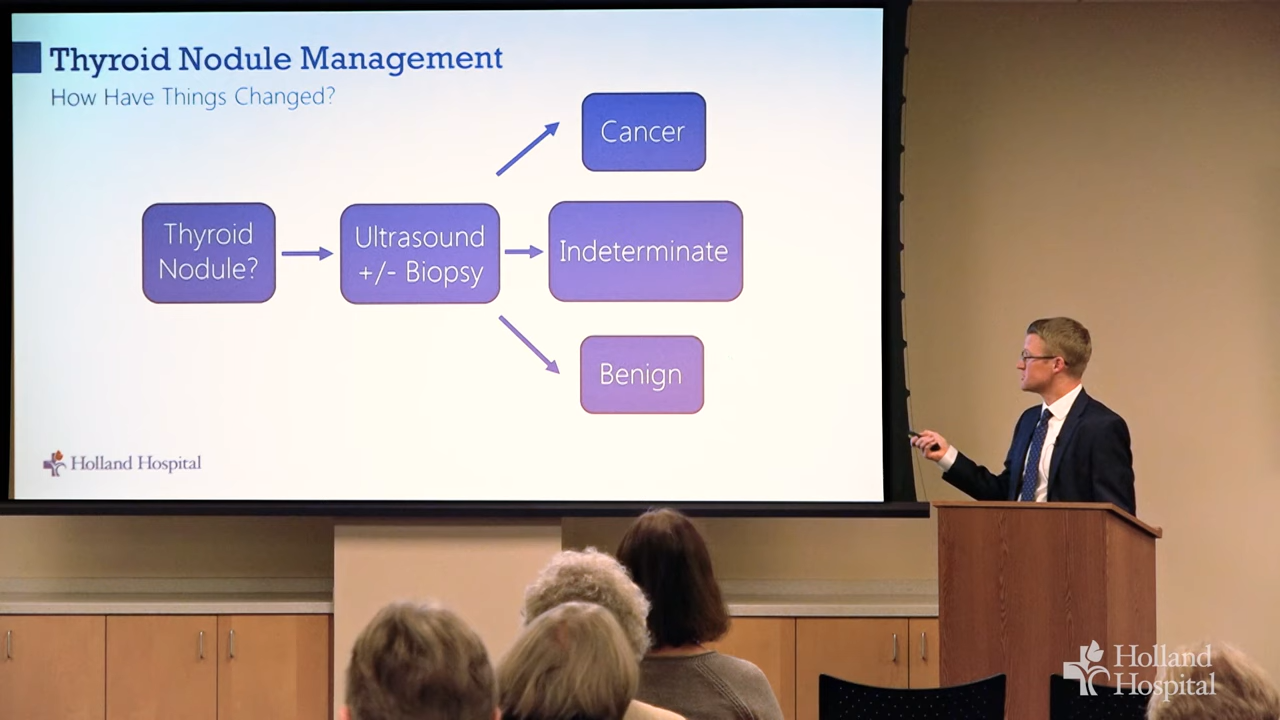 Thyroid Nodule Management
How Have Things Changed?
Cancer
Thyroid
Nodule?
Ultrasound
+/- Biopsy
Indeterminate
Benign
Holland Hospital
Holland
Hospital